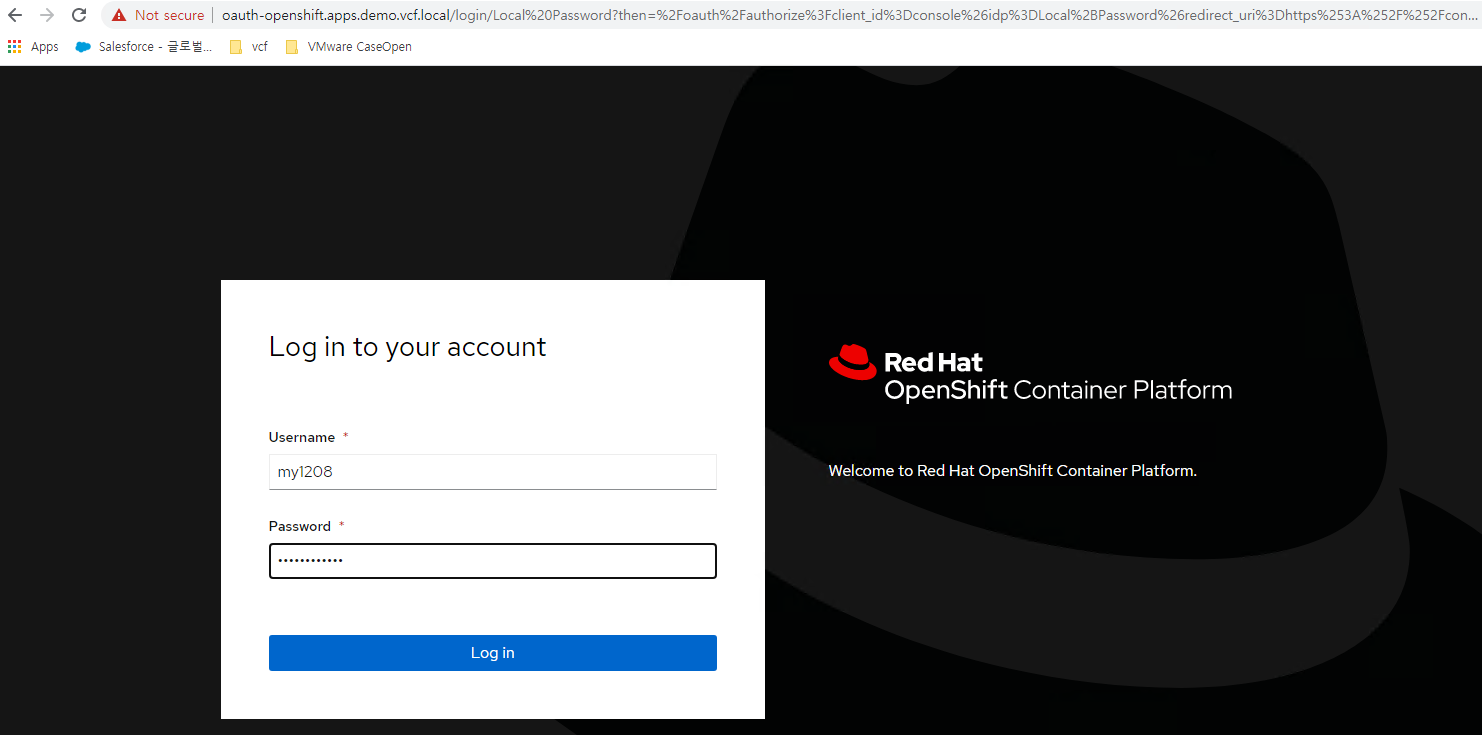 Not secure | oauth-openshift.apps.demo.vcf.local/login/Local%20Password?then=%2Foauth%2Fauthorize%3Fclient_id%3Dconsole%26idp%3DLocal%2BPassword%26redirect_uri%3Dhttps%253A%252F%252Fcon...
Apps Salesforce - 글로벌... vcf VMware CaseOpen
Log in to your account
Username *
my1208
Password *
••••••••••••
Log in
Red Hat
OpenShift Container Platform
Welcome to Red Hat OpenShift Container Platform.